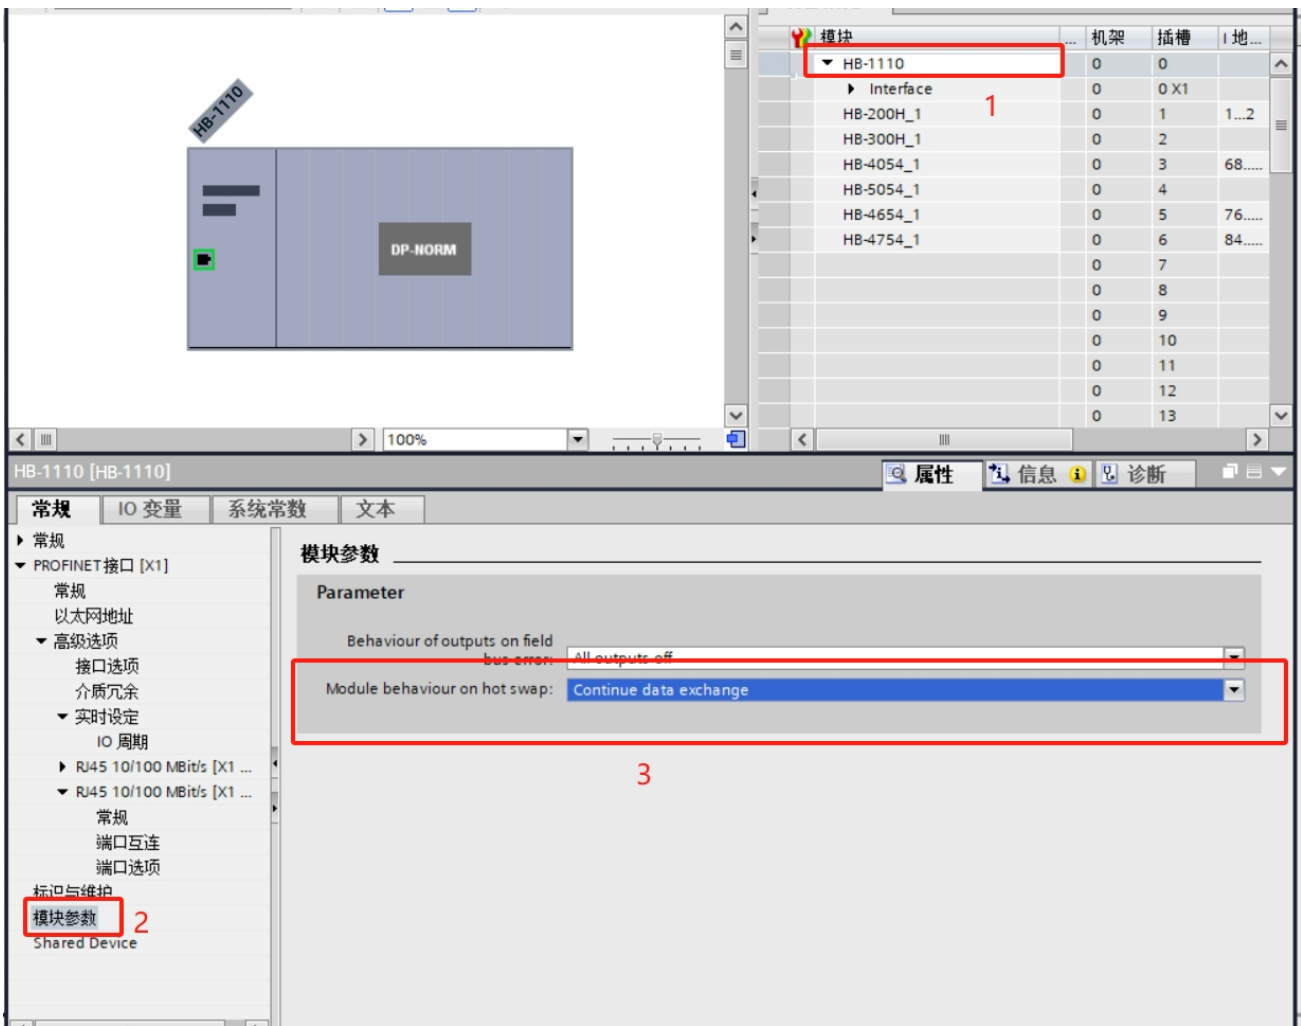 模块 ... 机架 插槽 I 地...
HB-1110 0 0
Interface 0 0 X1
1
HB-200H_1 0 1 1...2
HB-300H_1 0 2
HB-4054_1 0 3 68.....
HB-5054_1 0 4
HB-4654_1 0 5 76.....
HB-4754_1 0 6 84.....
0 7
0 8
0 9
0 10
0 11
0 12
0 13
HB-1110
DP-NORM
100%
HB-1110 [HB-1110]
属性 信息 诊断
常规 IO 变量 系统常数 文本
常规
PROFINET接口 [X1]
常规
以太网地址
高级选项
接口选项
介质冗余
实时设定
IO 周期
RJ45 10/100 MBit/s [X1 ...
RJ45 10/100 MBit/s [X1 ...
常规
端口互连
端口选项
标识与维护
模块参数 2
Shared Device
模块参数
Parameter
Behaviour of outputs on field
bus error: All outputs off
Module behaviour on hot swap: Continue data exchange
3